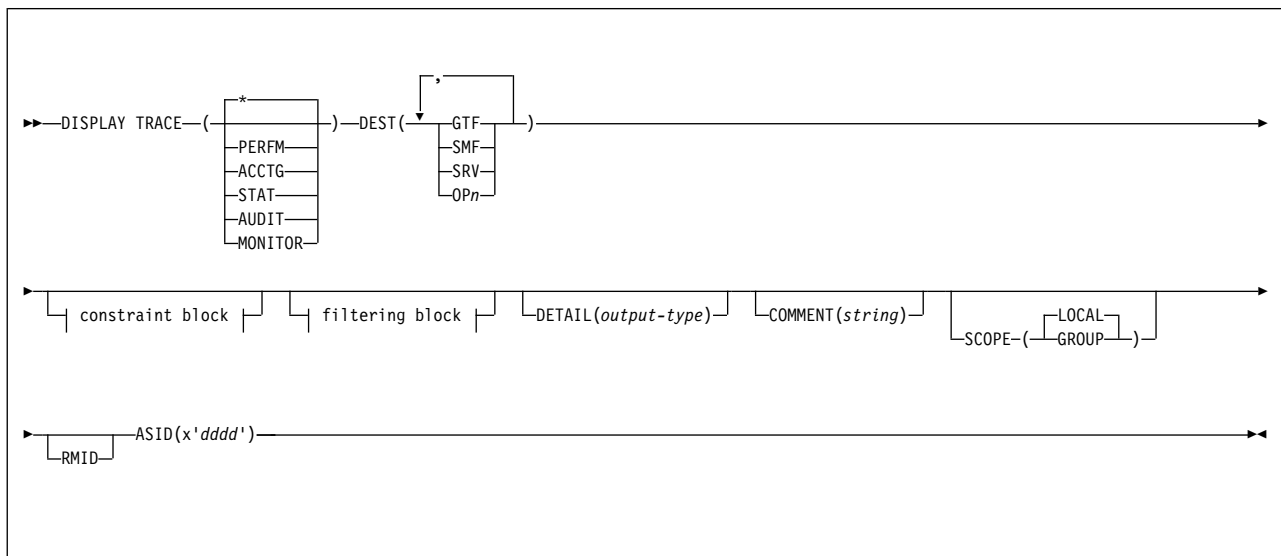 *
,
DISPLAY TRACE ( ) DEST( GTF )
PERFM SMF
ACCTG SRV
STAT OPn
AUDIT
MONITOR
constraint block filtering block DETAIL(output-type) COMMENT(string) LOCAL
SCOPE ( GROUP )
ASID(x'dddd')
RMID